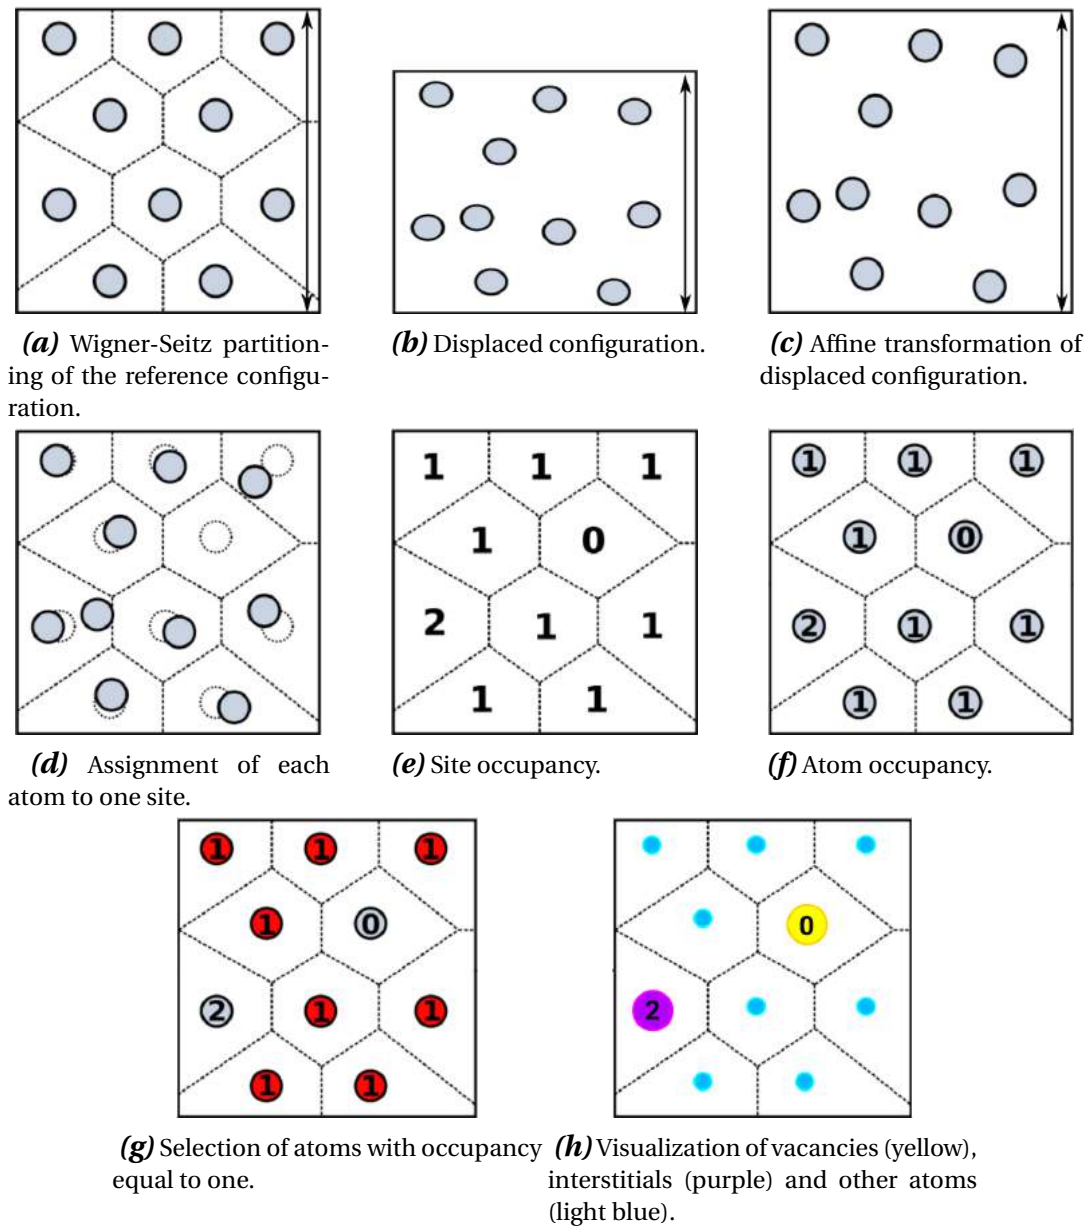 (a) Wigner-Seitz partition-
ing of the reference configu-
ration.
(b) Displaced configuration.
(c) Affine transformation of
displaced configuration.
1 1 1
1 0
2 1 1
1 1
1 1 1
1 0
2 1 1
1 1
(d) Assignment of each
atom to one site.
(e) Site occupancy.
(f) Atom occupancy.
1 1 1
1 0
2 1 1
1 1
0
2
(g) Selection of atoms with occupancy
equal to one.
(h) Visualization of vacancies (yellow),
interstitials (purple) and other atoms
(light blue).